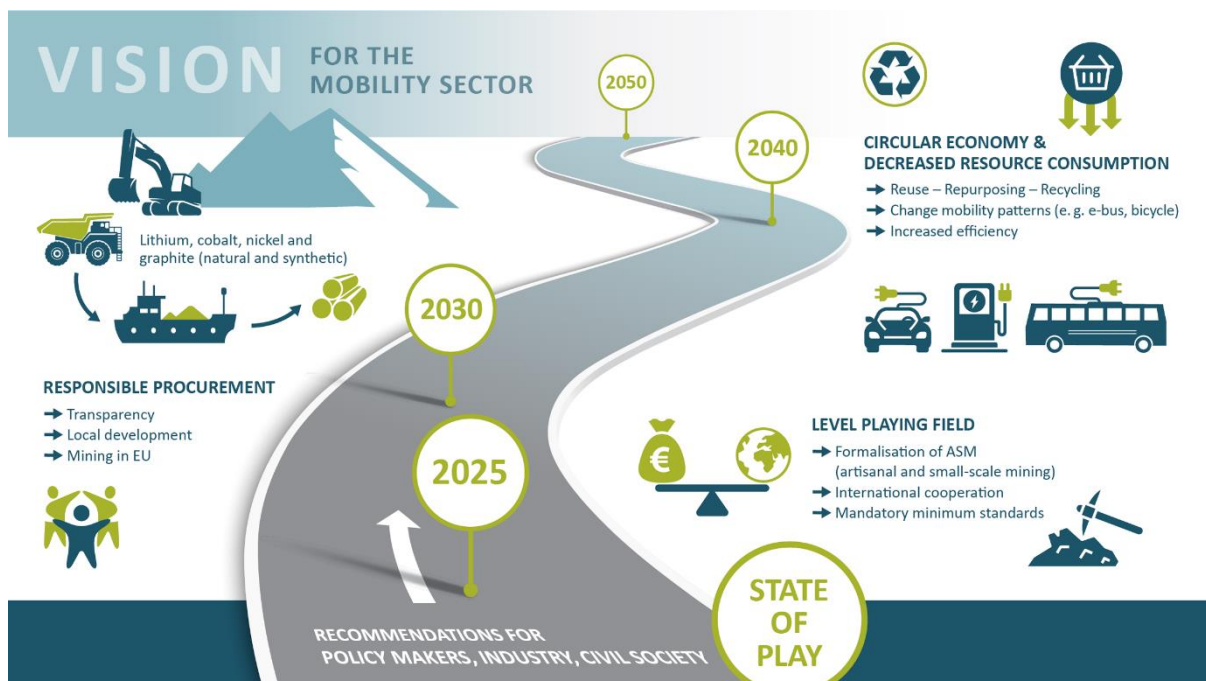 VISION FOR THE
MOBILITY SECTOR
2050
2040
2030
2025
Lithium, cobalt, nickel and
graphite (natural and synthetic)
RESPONSIBLE PROCUREMENT
➔ Transparency
➔ Local development
➔ Mining in EU
CIRCULAR ECONOMY &
DECREASED RESOURCE CONSUMPTION
➔ Reuse – Repurposing – Recycling
➔ Change mobility patterns (e. g. e-bus, bicycle)
➔ Increased efficiency
€
LEVEL PLAYING FIELD
➔ Formalisation of ASM
(artisanal and small-scale mining)
➔ International cooperation
➔ Mandatory minimum standards
RECOMMENDATIONS FOR
POLICY MAKERS, INDUSTRY, CIVIL SOCIETY
STATE
OF
PLAY